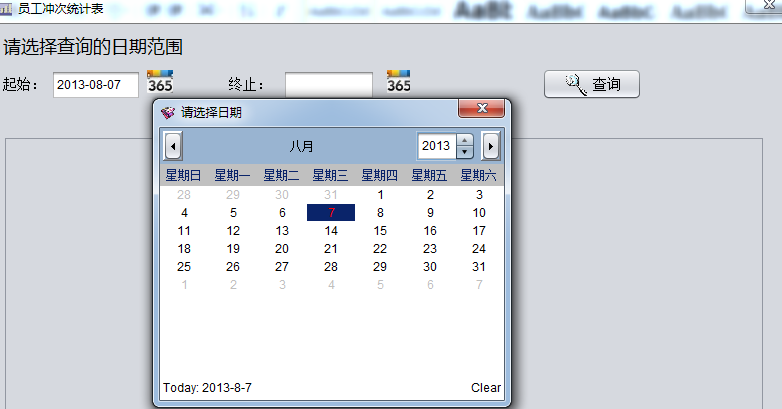 员工冲次统计表
请选择查询的日期范围
起始： 2013-08-07 365 终止： 365 查询
请选择日期
八月 2013
星期日 星期一 星期二 星期三 星期四 星期五 星期六
28 29 30 31 1 2 3
4 5 6 7 8 9 10
11 12 13 14 15 16 17
18 19 20 21 22 23 24
25 26 27 28 29 30 31
1 2 3 4 5 6 7
Today: 2013-8-7 Clear